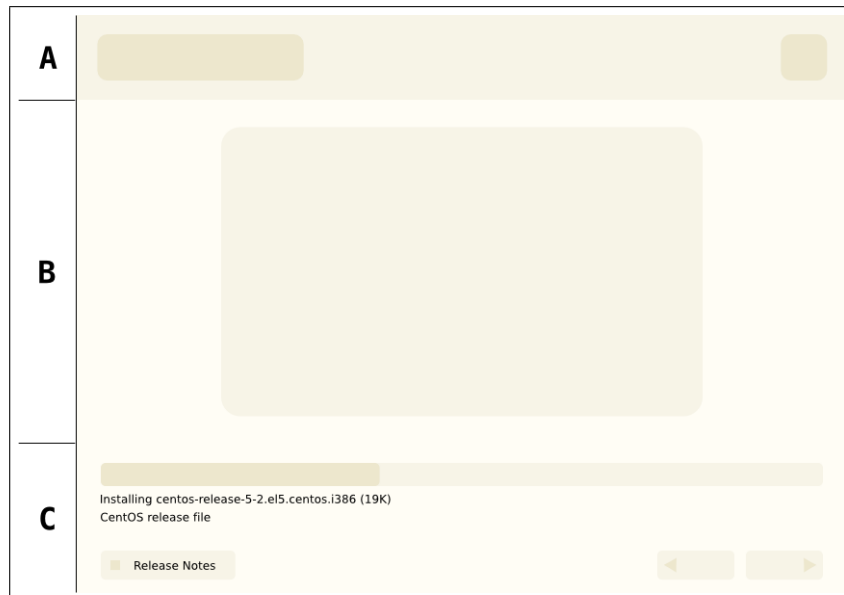 A
B
C
Installing centos-release-5-2.el5.centos.i386 (19K)
CentOS release file
Release Notes